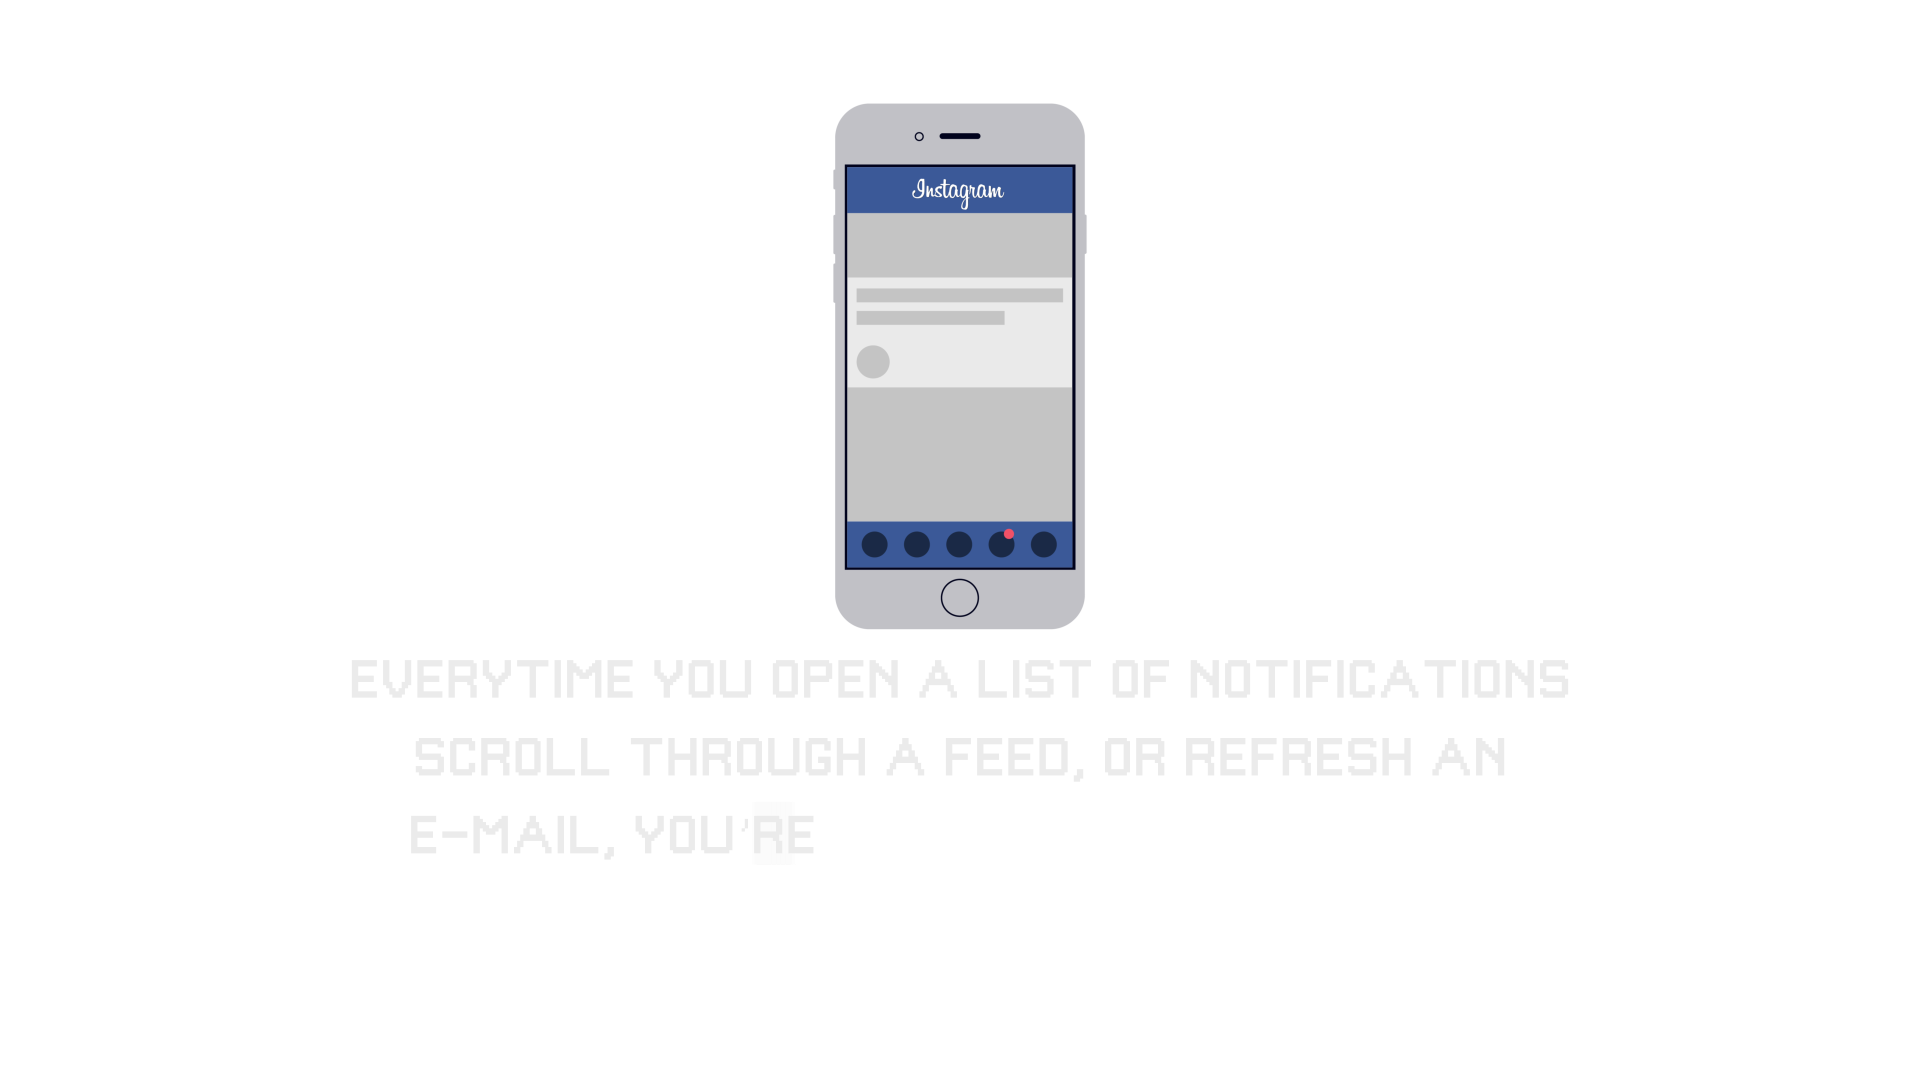 Instagram
EVERYTIME YOU OPEN A LIST OF NOTIFICATIONS
SCROLL THROUGH A FEED, OR REFRESH AN
E-MAIL, YOU'RE